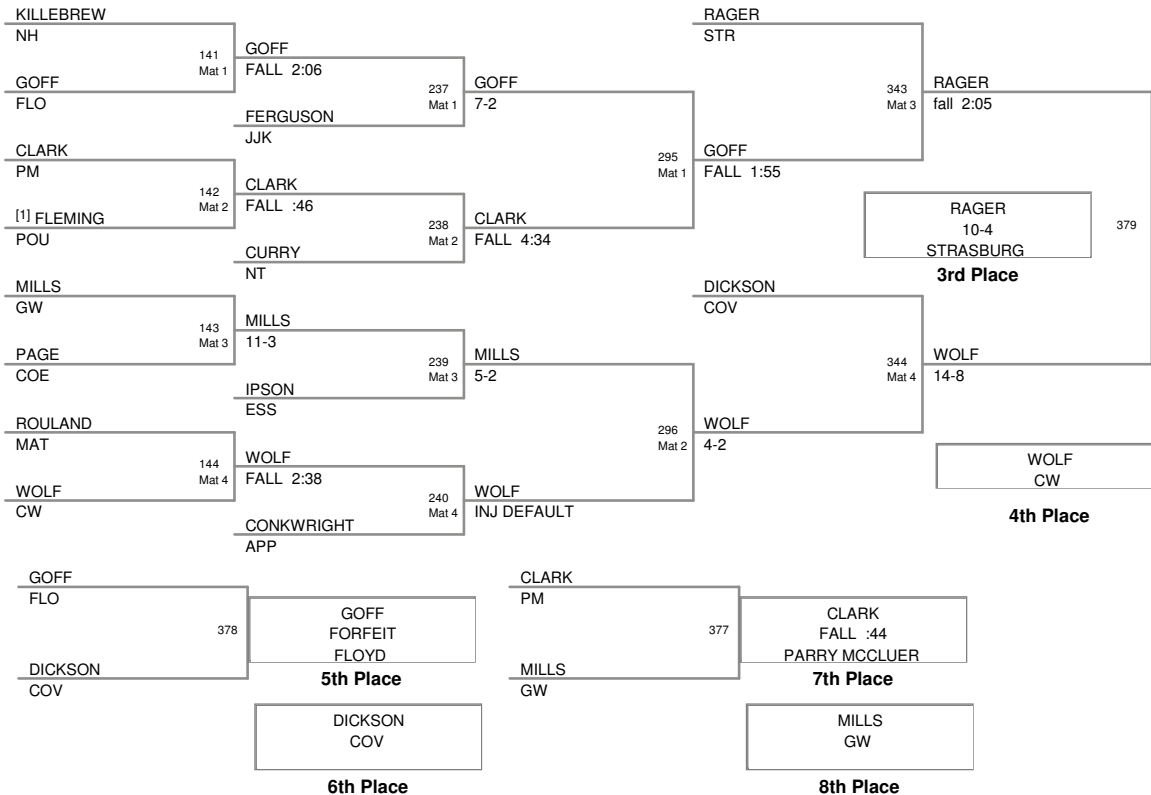 KILLEBREW
NH
141
Mat 1
GOFF
FLO
GOFF
FALL 2:06
237
Mat 1
FERGUSON
JJK
GOFF
7-2
CLARK
PM
142
Mat 2
[1] FLEMING
POU
CLARK
FALL :46
238
Mat 2
CURRY
NT
CLARK
FALL 4:34
295
Mat 1
GOFF
FALL 1:55
RAGER
STR
343
Mat 3
RAGER
fall 2:05
MILLS
GW
143
Mat 3
PAGE
COE
MILLS
11-3
239
Mat 3
IPSON
ESS
MILLS
5-2
ROULAND
MAT
144
Mat 4
WOLF
CW
WOLF
FALL 2:38
240
Mat 4
CONKWRIGHT
APP
WOLF
INJ DEFAULT
296
Mat 2
WOLF
4-2
DICKSON
COV
344
Mat 4
WOLF
14-8
379
RAGER
10-4
STRASBURG
3rd Place
WOLF
CW
4th Place
GOFF
FLO
378
DICKSON
COV
GOFF
FORFEIT
FLOYD
5th Place
DICKSON
COV
6th Place
CLARK
PM
377
MILLS
GW
CLARK
FALL :44
PARRY MCCLUER
7th Place
MILLS
GW
8th Place